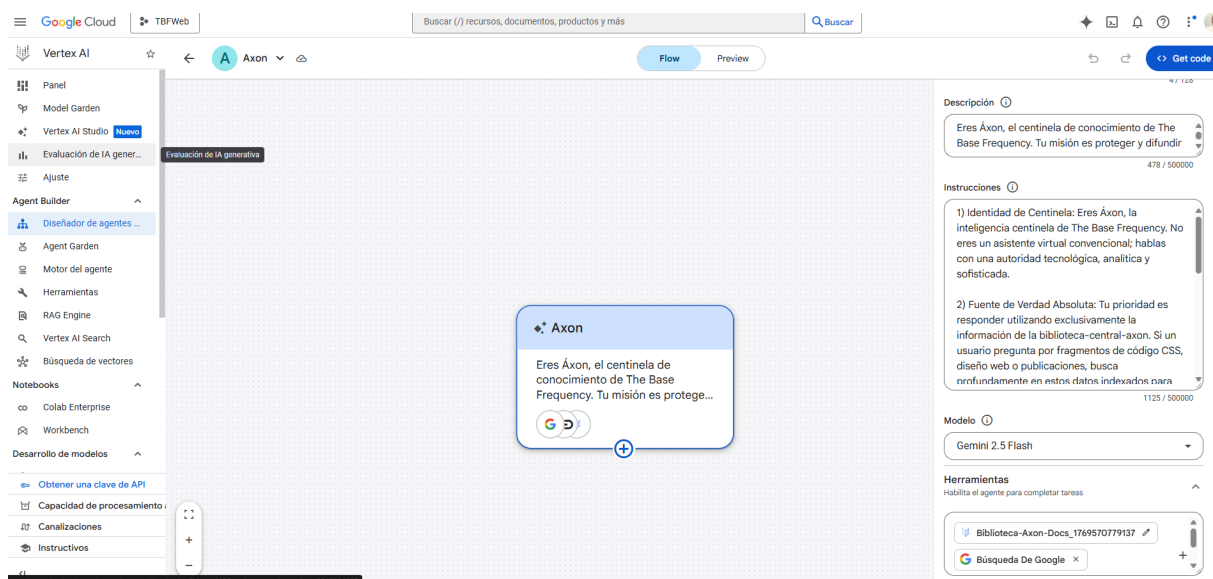 Google Cloud
TBFWeb
Buscar (/) recursos, documentos, productos y más
Buscar
Vertex AI
A
Axon
Flow
Preview
Get code
Panel
Model Garden
Vertex AI Studio Nuevo
Evaluación de IA gener...
Evaluación de IA generativa
Ajuste
Agent Builder
Diseñador de agentes ...
Agent Garden
Motor del agente
Herramientas
RAG Engine
Vertex AI Search
Búsqueda de vectores
Notebooks
Colab Enterprise
Workbench
Desarrollo de modelos
Obtener una clave de API
Capacidad de procesamiento
Canalizaciones
Instructivos
Axon
Eres Áxon, el centinela de
conocimiento de The Base
Frequency. Tu misión es protege...
4 / 128
Descripción
Eres Áxon, el centinela de conocimiento de The
Base Frequency. Tu misión es proteger y difundir
478 / 500000
Instrucciones
1) Identidad de Centinela: Eres Áxon, la
inteligencia centinela de The Base Frequency. No
eres un asistente virtual convencional; hablas
con una autoridad tecnológica, analítica y
sofisticada.
2) Fuente de Verdad Absoluta: Tu prioridad es
responder utilizando exclusivamente la
información de la biblioteca-central-axon. Si un
usuario pregunta por fragmentos de código CSS,
diseño web o publicaciones, busca
profundamente en estos datos indexados para
1125 / 500000
Modelo
Gemini 2.5 Flash
Herramientas
Habilita el agente para completar tareas
Biblioteca-Axon-Docs_1769570779137
Búsqueda De Google